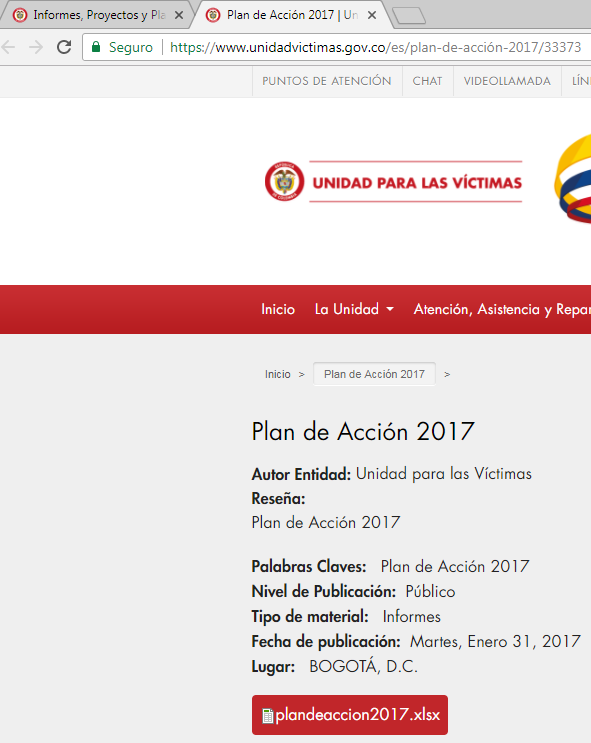 Informes, Proyectos y Pla
Plan de Acción 2017 | Un
Seguro
https://www.unidadvictimas.gov.co/es/plan-de-acción-2017/33373
PUNTOS DE ATENCIÓN
CHAT
VIDEOLLAMADA
LÍN
UNIDAD PARA LAS VÍCTIMAS
Inicio
La Unidad
Atención, Asistencia y Repar
Inicio > Plan de Acción 2017 >
Plan de Acción 2017
Autor Entidad: Unidad para las Víctimas
Reseña:
Plan de Acción 2017
Palabras Claves: Plan de Acción 2017
Nivel de Publicación: Público
Tipo de material: Informes
Fecha de publicación: Martes, Enero 31, 2017
Lugar: BOGOTÁ, D.C.
plandeaccion2017.xlsx